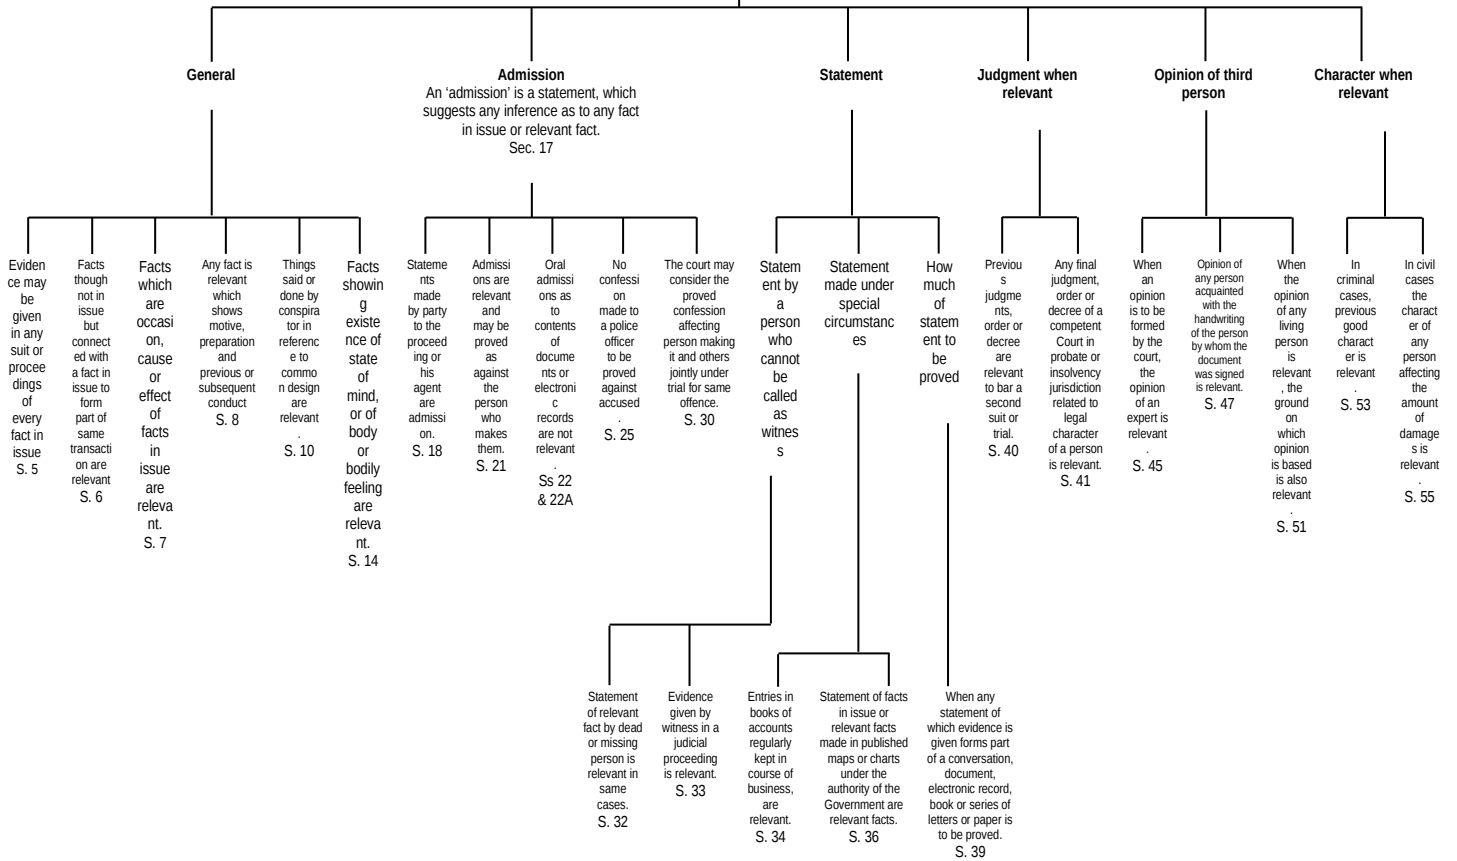 General
Admission
An ‘admission’ is a statement, which
suggests any inference as to any fact
in issue or relevant fact.
Sec. 17
Statement
Judgment when
relevant
Opinion of third
person
Character when
relevant
Eviden
ce may
be
given
in any
suit or
procee
dings
of
every
fact in
issue
S. 5
Facts
though
not in
issue
but
connect
ed with
a fact in
issue to
form
part of
same
transacti
on are
relevant
S. 6
Facts
which
are
occasi
on,
cause
or
effect
of
facts
in
issue
are
releva
nt.
S. 7
Any fact is
relevant
which
shows
motive,
preparation
and
previous or
subsequent
conduct
S. 8
Things
said or
done by
conspira
tor in
referenc
e to
commo
n design
are
relevant
.
S. 10
Facts
showin
g
existe
nce of
state
of
mind,
or of
body
or
bodily
feeling
are
releva
nt.
S. 14
Stateme
nts
made
by party
to the
proceed
ing or
his
agent
are
admissi
on.
S. 18
Admissi
ons are
relevant
and
may be
proved
as
against
the
person
who
makes
them.
S. 21
Oral
admissi
ons as
to
contents
of
docume
nts or
electroni
c
records
are not
relevant
.
Ss 22
& 22A
No
confessi
on
made to
a police
officer
to be
proved
against
accused
.
S. 25
The court may
consider the
proved
confession
affecting
person making
it and others
jointly under
trial for same
offence.
S. 30
Statem
ent by
a
person
who
cannot
be
called
as
witnes
s
Statement
made under
special
circumstanc
es
How
much
of
statem
ent to
be
proved
Previou
s
judgme
nts,
order or
decree
are
relevant
to bar a
second
suit or
trial.
S. 40
Any final
judgment,
order or
decree of a
competent
Court in
probate or
insolvency
jurisdiction
related to
legal
character
of a person
is relevant.
S. 41
When
an
opinion
is to be
formed
by the
court,
the
opinion
of an
expert is
relevant
.
S. 45
Opinion of
any person
acquainted
with the
handwriting
of the person
by whom the
document
was signed
is relevant.
S. 47
When
the
opinion
of any
living
person
is
relevant
, the
ground
on
which
opinion
is based
is also
relevant
.
S. 51
In
criminal
cases,
previous
good
charact
er is
relevant
.
S. 53
In civil
cases
the
charact
er of
any
person
affecting
the
amount
of
damage
s is
relevant
.
S. 55
Statement
of relevant
fact by dead
or missing
person is
relevant in
same
cases.
S. 32
Evidence
given by
witness in a
judicial
proceeding
is relevant.
S. 33
Entries in
books of
accounts
regularly
kept in
course of
business,
are
relevant.
S. 34
Statement of facts
in issue or
relevant facts
made in published
maps or charts
under the
authority of the
Government are
relevant facts.
S. 36
When any
statement of
which evidence is
given forms part
of a conversation,
document,
electronic record,
book or series of
letters or paper is
to be proved.
S. 39